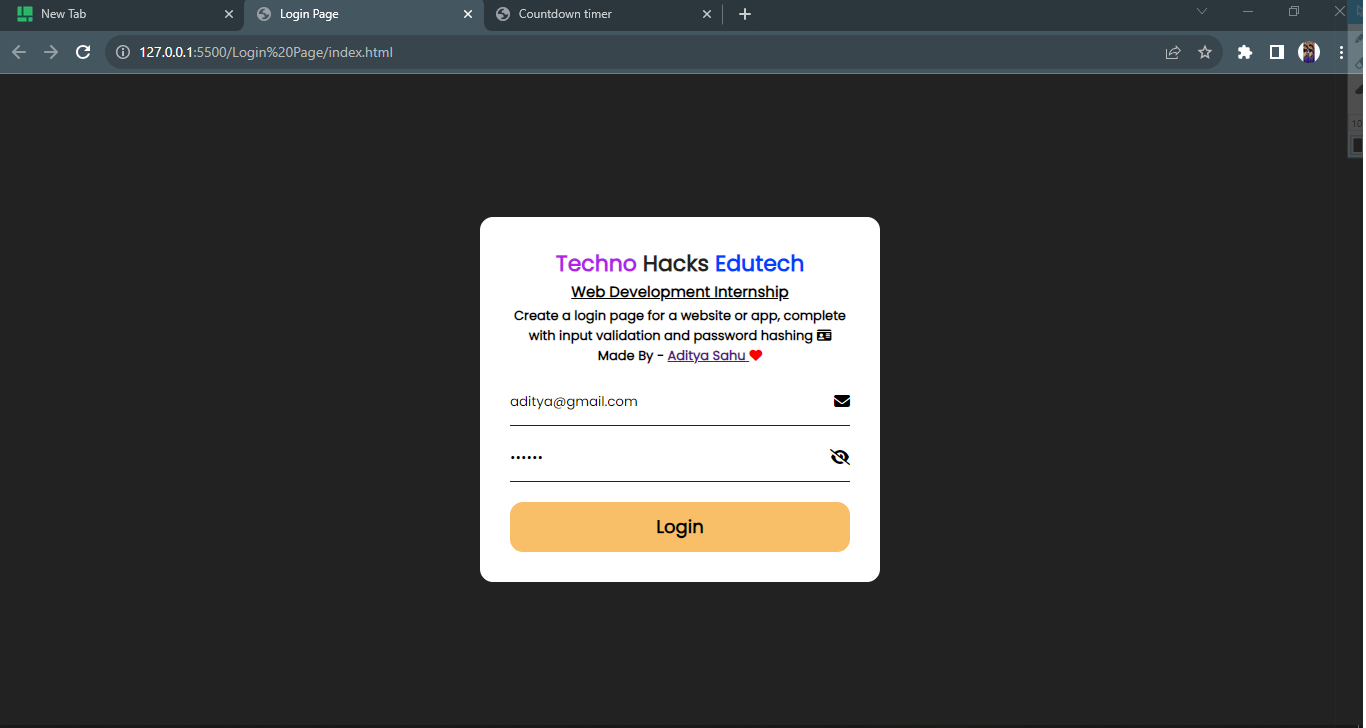 New Tab
Login Page
Countdown timer
127.0.0.1:5500/Login%20Page/index.html
10
Techno Hacks Edutech
Web Development Internship
Create a login page for a website or app, complete
with input validation and password hashing
Made By - Aditya Sahu
aditya@gmail.com
••••••
Login